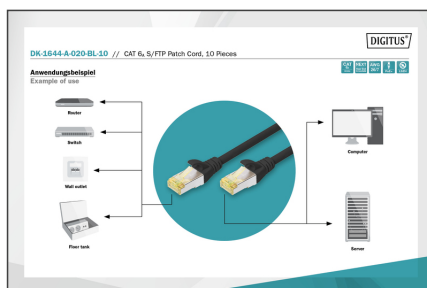 DIGITUS®
DK-1644-A-020-BL-10 // CAT 6A S/FTP Patch Cord, 10 Pieces
Anwendungsbeispiel
Example of use
Router
Switch
Wall outlet
Floor tank
Computer
Server